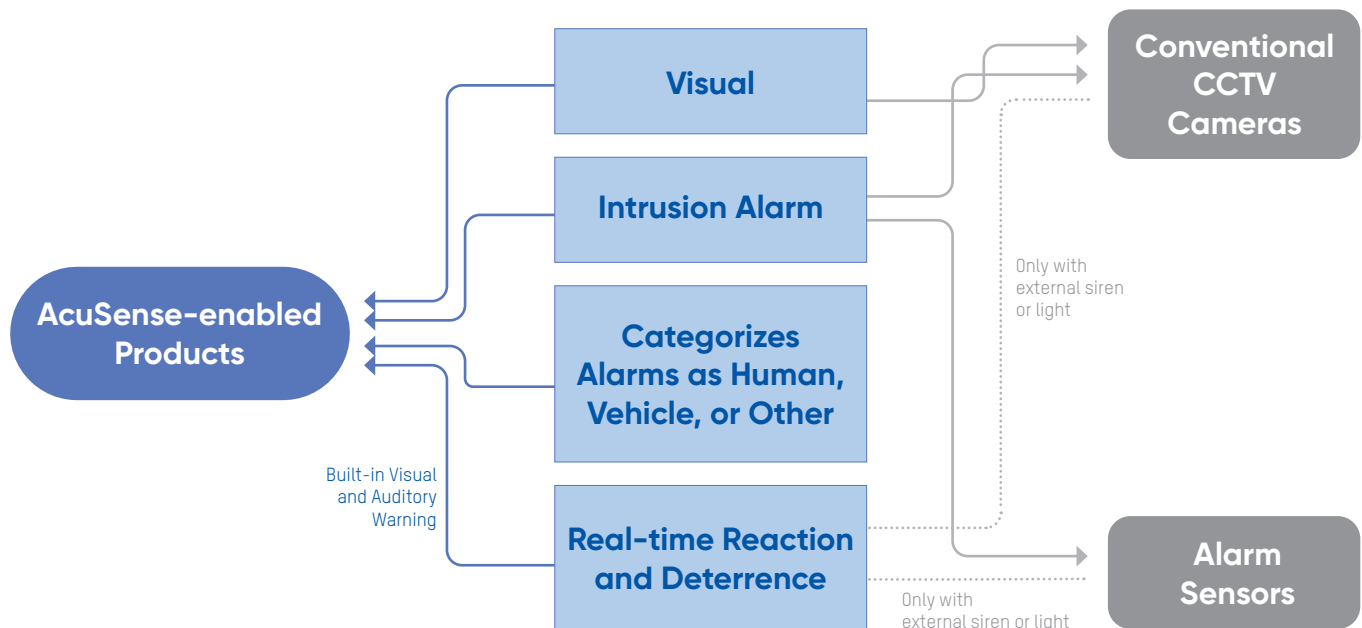 Visual
Conventional
CCTV
Cameras
Intrusion Alarm
Only with
external siren
or light
AcuSense-enabled
Products
Categorizes
Alarms as Human,
Vehicle, or Other
Built-in Visual
and Auditory
Warning
Real-time Reaction
and Deterrence
Alarm
Sensors
Only with
external siren or light